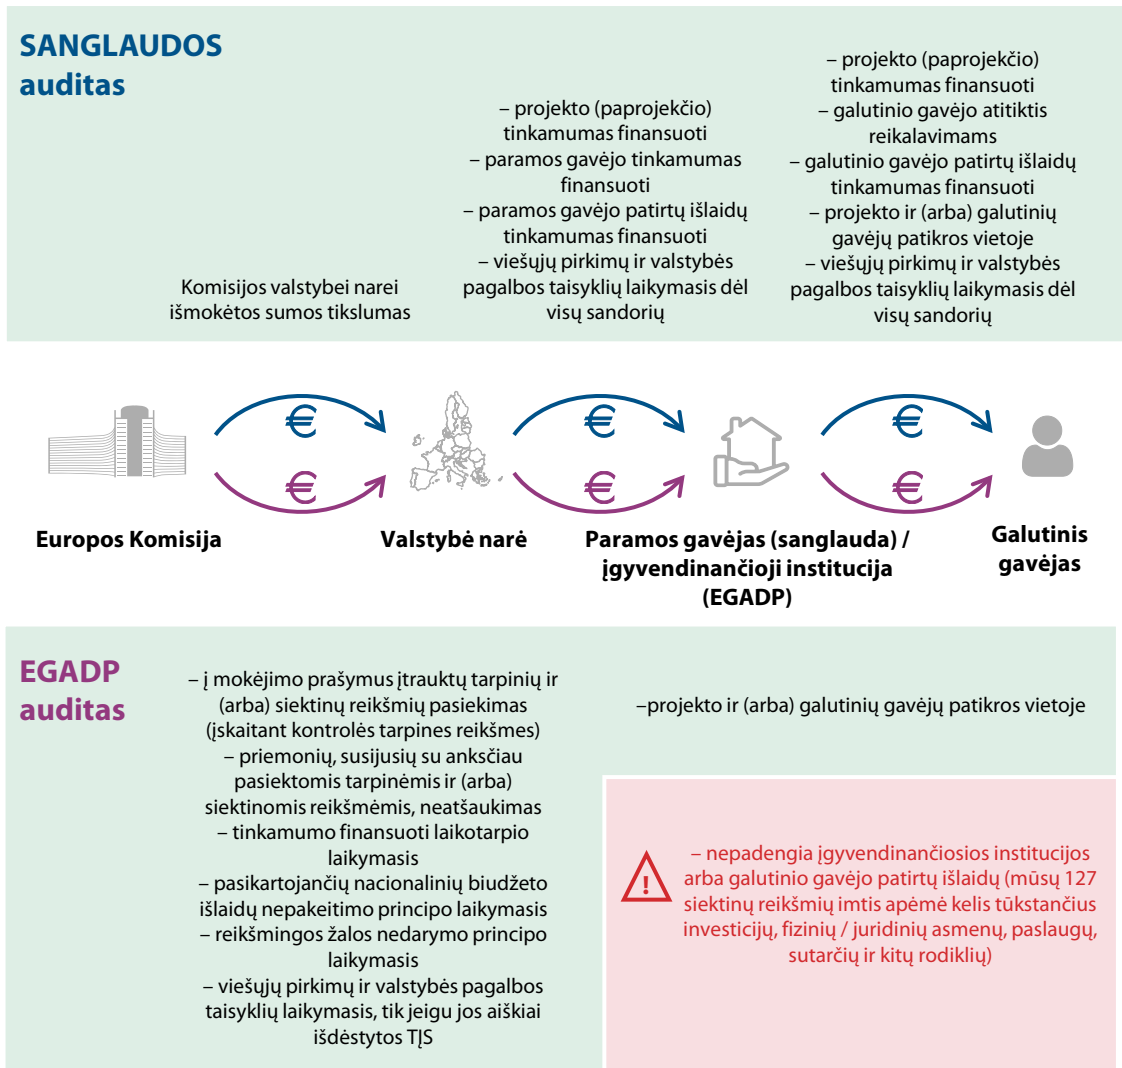 SANGLAUDOS
auditas
Komisijos valstybei narei
išmokėtos sumos tikslumas
– projekto (paprojekčio)
tinkamumas finansuoti
– paramos gavėjo tinkamumas
finansuoti
– paramos gavėjo patirtų išlaidų
tinkamumas finansuoti
– viešųjų pirkimų ir valstybės
pagalbos taisyklių laikymasis dėl
visų sandorių
– projekto (paprojekčio)
tinkamumas finansuoti
– galutinio gavėjo atitiktis
reikalavimams
– galutinio gavėjo patirtų išlaidų
tinkamumas finansuoti
– projekto ir (arba) galutinių
gavėjų patikros vietoje
– viešųjų pirkimų ir valstybės
pagalbos taisyklių laikymasis dėl
visų sandorių
€
€
€
€
€
€
Europos Komisija
Valstybė narė
Paramos gavėjas (sanglauda) /
įgyvendinančioji institucija
(EGADP)
Galutinis
gavėjas
EGADP
auditas
– į mokėjimo prašymus įtrauktų tarpinių ir
(arba) siektinų reikšmių pasiekimas
(įskaitant kontrolės tarpines reikšmes)
– priemonių, susijusių su anksčiau
pasiektomis tarpinėmis ir (arba)
siektinomis reikšmėmis, neatšaukimas
– tinkamumo finansuoti laikotarpio
laikymasis
– pasikartojančių nacionalinių biudžeto
išlaidų nepakeitimo principo laikymasis
– reikšmingos žalos nedarymo principo
laikymasis
– viešųjų pirkimų ir valstybės pagalbos
taisyklių laikymasis, tik jeigu jos aiškiai
išdėstytos TĮS
–projekto ir (arba) galutinių gavėjų patikros vietoje
!
– nepadengia įgyvendinančiosios institucijos
arba galutinio gavėjo patirtų išlaidų (mūsų 127
siektinų reikšmių imtis apėmė kelis tūkstančius
investicijų, fizinių / juridinių asmenų, paslaugų,
sutarčių ir kitų rodiklių)